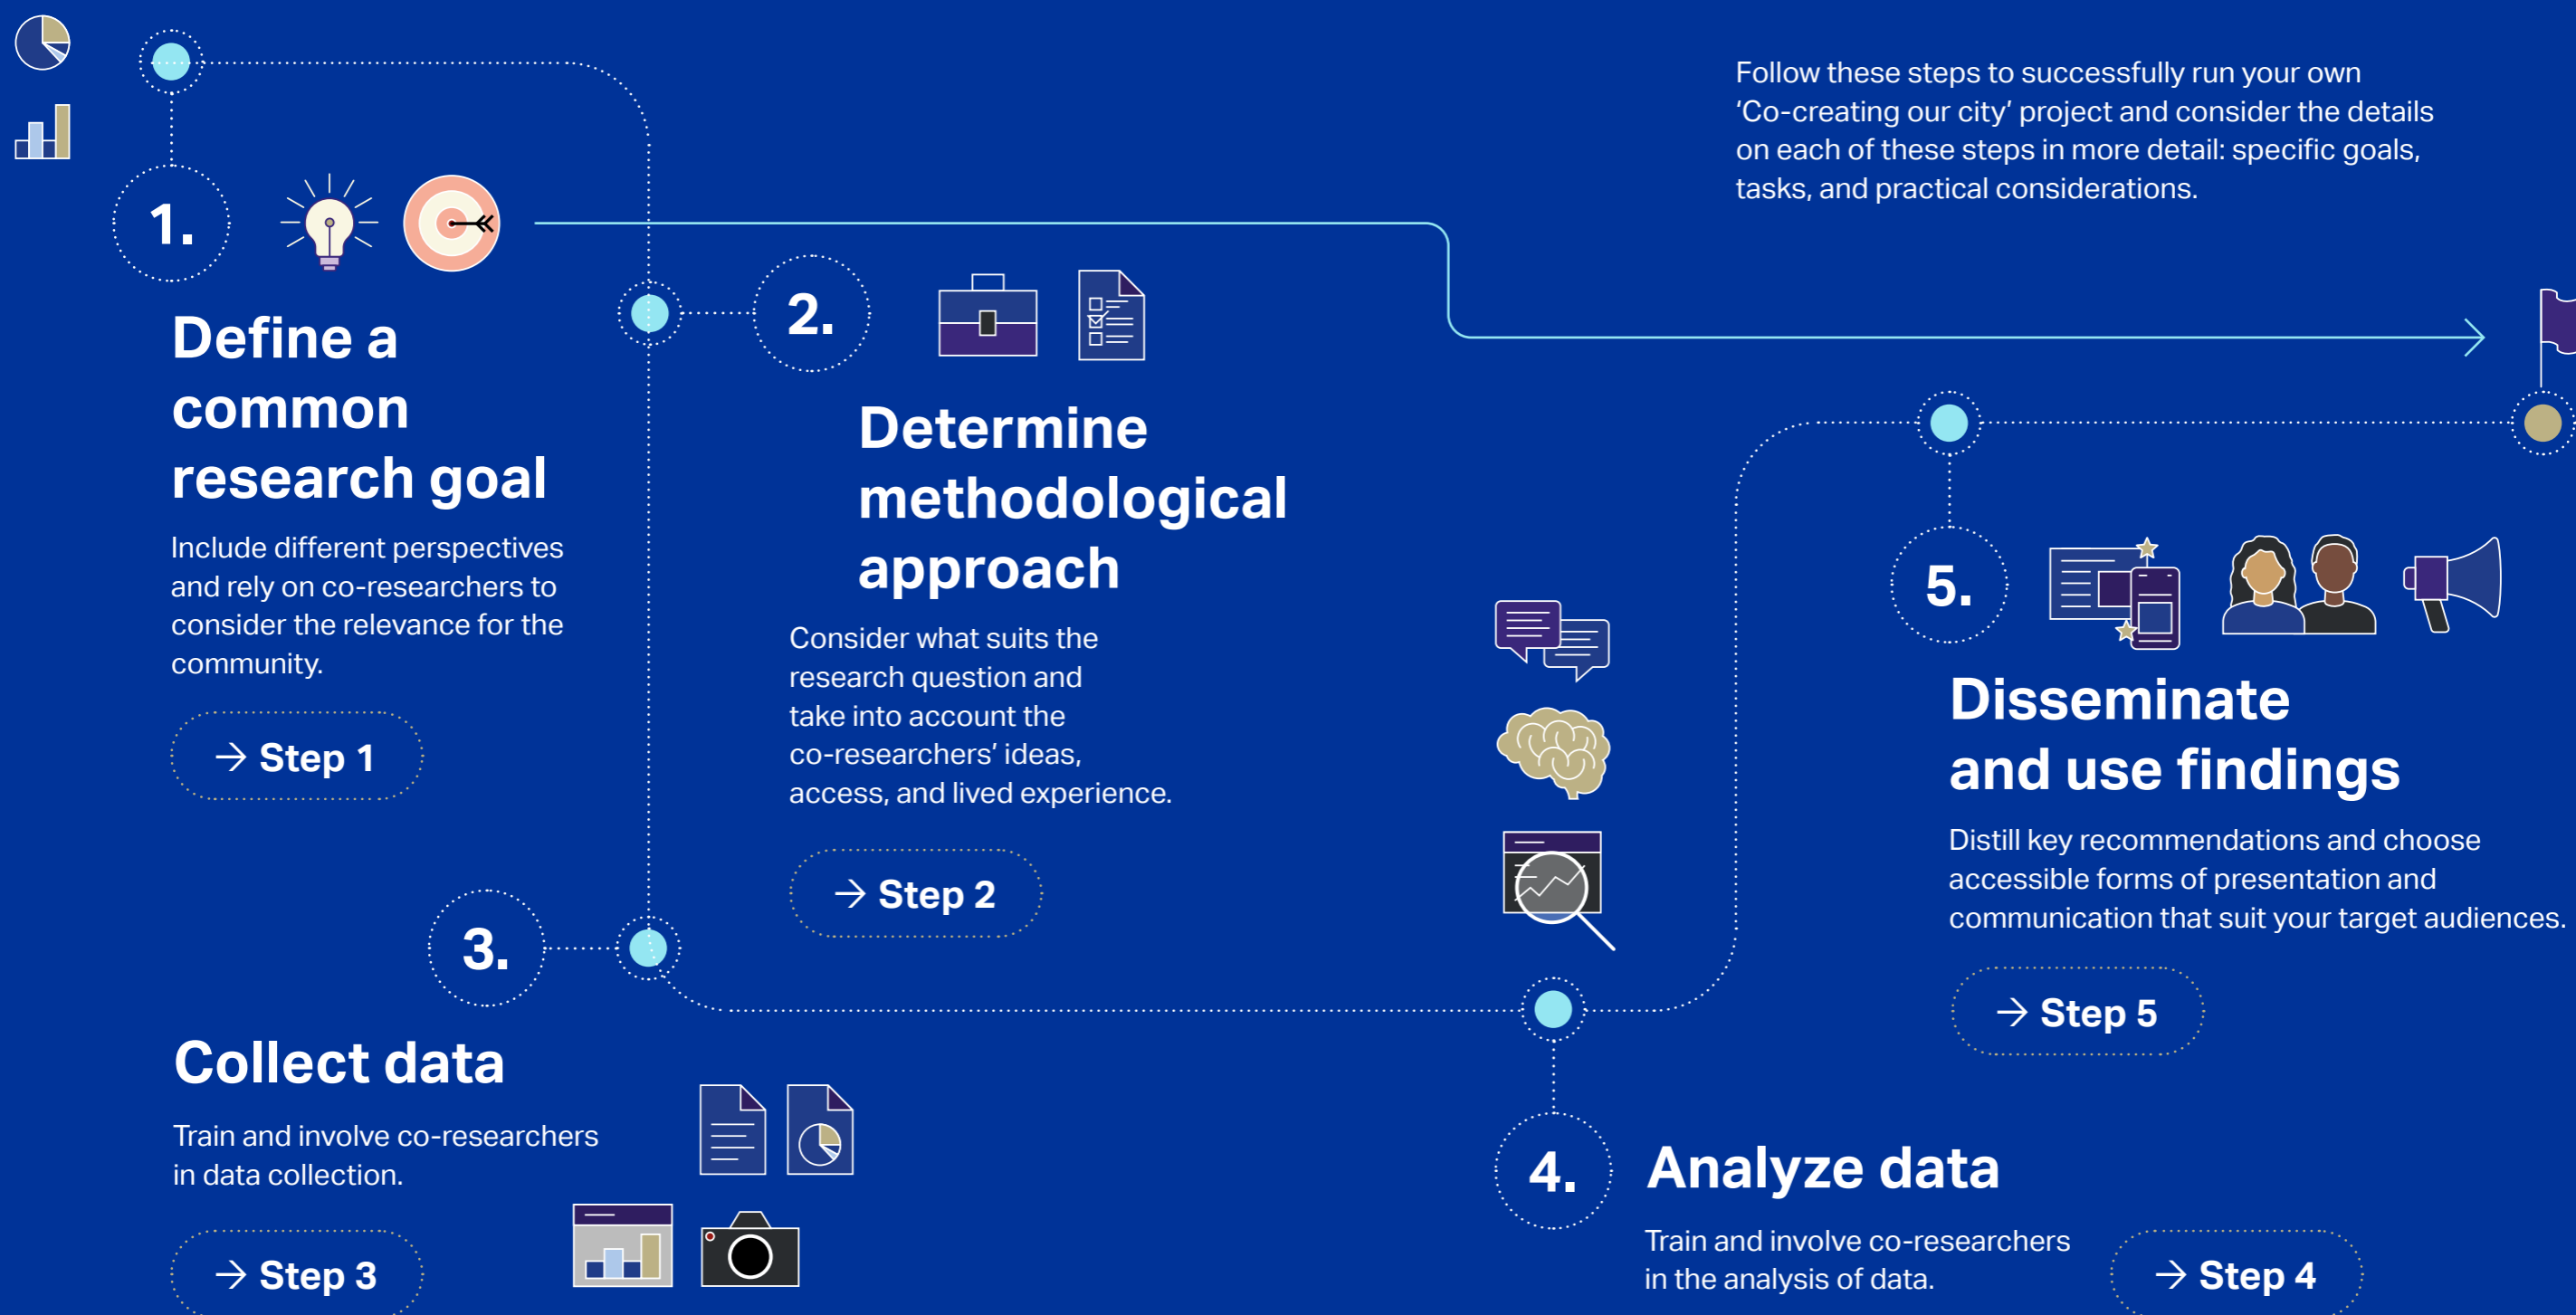 Follow these steps to successfully run your own
‘Co-creating our city’ project and consider the details
on each of these steps in more detail: specific goals,
tasks, and practical considerations.
1.
Define a
common
research goal
Include different perspectives
and rely on co-researchers to
consider the relevance for the
community.
→ Step 1
2.
Determine
methodological
approach
Consider what suits the
research question and
take into account the
co-researchers’ ideas,
access, and lived experience.
→ Step 2
3.
Collect data
Train and involve co-researchers
in data collection.
→ Step 3
4.
Analyze data
Train and involve co-researchers
in the analysis of data.
→ Step 4
5.
Disseminate
and use findings
Distill key recommendations and choose
accessible forms of presentation and
communication that suit your target audiences.
→ Step 5